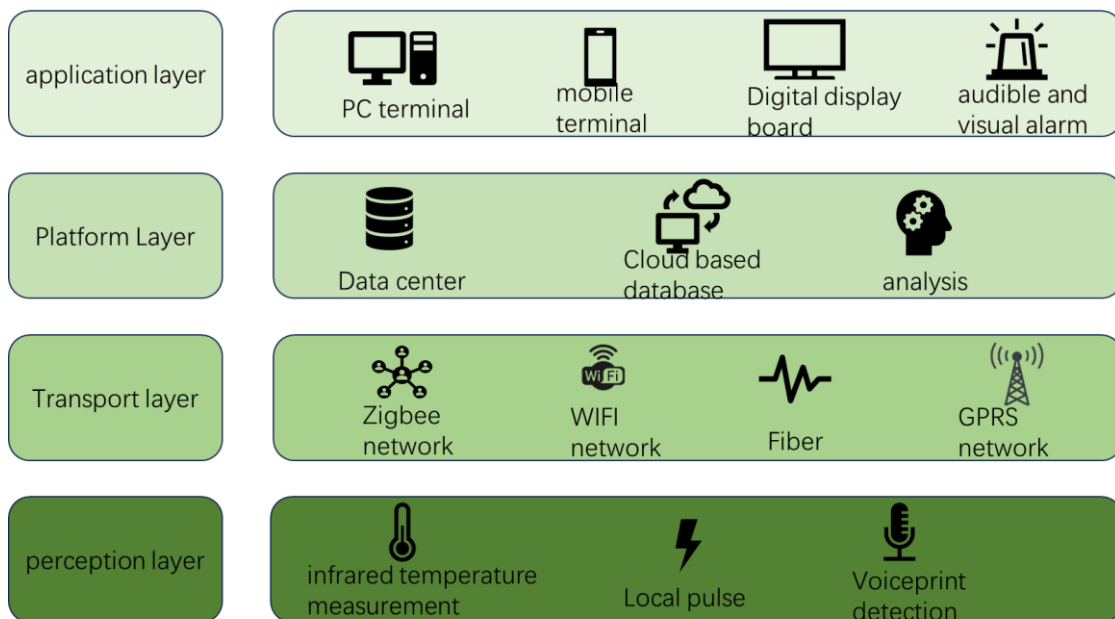 application layer
PC terminal
mobile
terminal
Digital display
board
audible and
visual alarm
Platform Layer
Data center
Cloud based
database
analysis
Transport layer
Zigbee
network
WiFi
WIFI
network
Fiber
GPRS
network
perception layer
infrared temperature
measurement
Local pulse
Voiceprint
detection